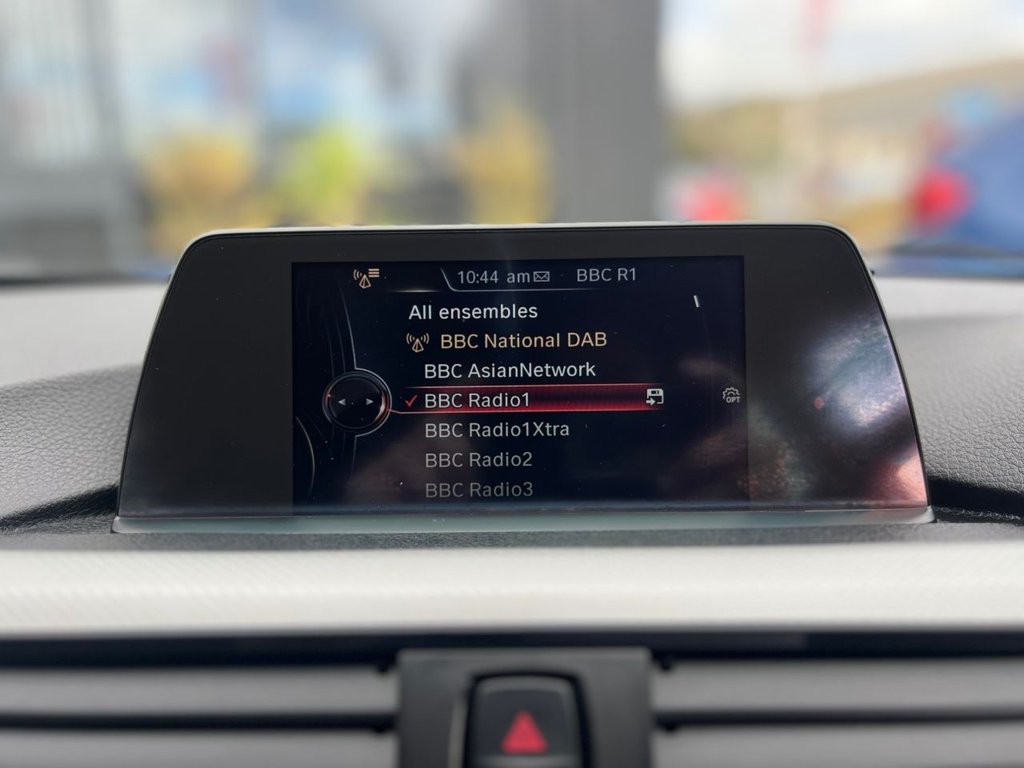 10:44 am BBC R1
All ensembles
BBC National DAB
BBC AsianNetwork
BBC Radio1
OPT
BBC Radio1Xtra
BBC Radio2
BBC Radio3